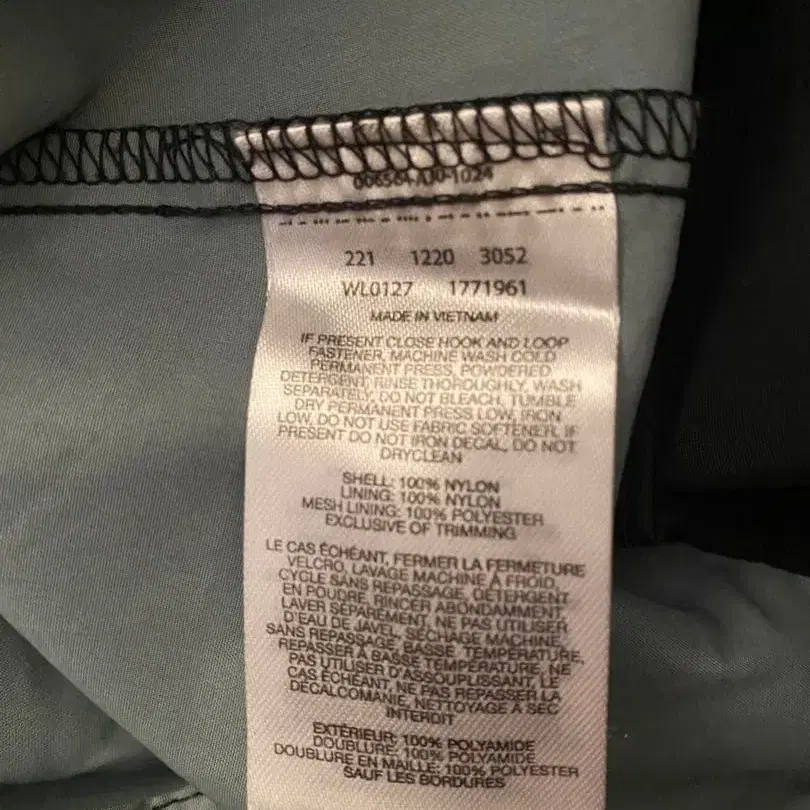 006564-AJ0-1024
221 1220 3052
WL0127 1771961
MADE IN VIETNAM
IF PRESENT CLOSE HOOK AND LOOP
FASTENER, MACHINE WASH COLD
PERMANENT PRESS, POWDERED
DETERGENT, RINSE THOROUGHLY, WASH
SEPARATELY, DO NOT BLEACH, TUMBLE
DRY PERMANENT PRESS LOW, IRON
LOW, DO NOT USE FABRIC SOFTENER, IF
PRESENT DO NOT IRON DECAL, DO NOT
DRYCLEAN
SHELL: 100% NYLON
LINING: 100% NYLON
MESH LINING: 100% POLYESTER
EXCLUSIVE OF TRIMMING
LE CAS ÉCHÉANT, FERMER LA FERMETURE
VELCRO, LAVAGE MACHINE À FROID,
CYCLE SANS REPASSAGE, DÉTERGENT
EN POUDRE, RINCER ABONDAMMENT,
LAVER SÉPARÉMENT, NE PAS UTILISER
D'EAU DE JAVEL, SÉCHAGE MACHINE,
SANS REPASSAGE, BASSE TEMPÉRATURE,
REPASSER À BASSE TEMPÉRATURE, NE
PAS UTILISER D'ASSOUPLISSANT, LE
CAS ÉCHÉANT, NE PAS REPASSER LA
DÉCALCOMANIE, NETTOYAGE À SEC
INTERDIT
EXTÉRIEUR: 100% POLYAMIDE
DOUBLURE: 100% POLYAMIDE
DOUBLURE EN MAILLE: 100% POLYESTER
SAUF LES BORDURES